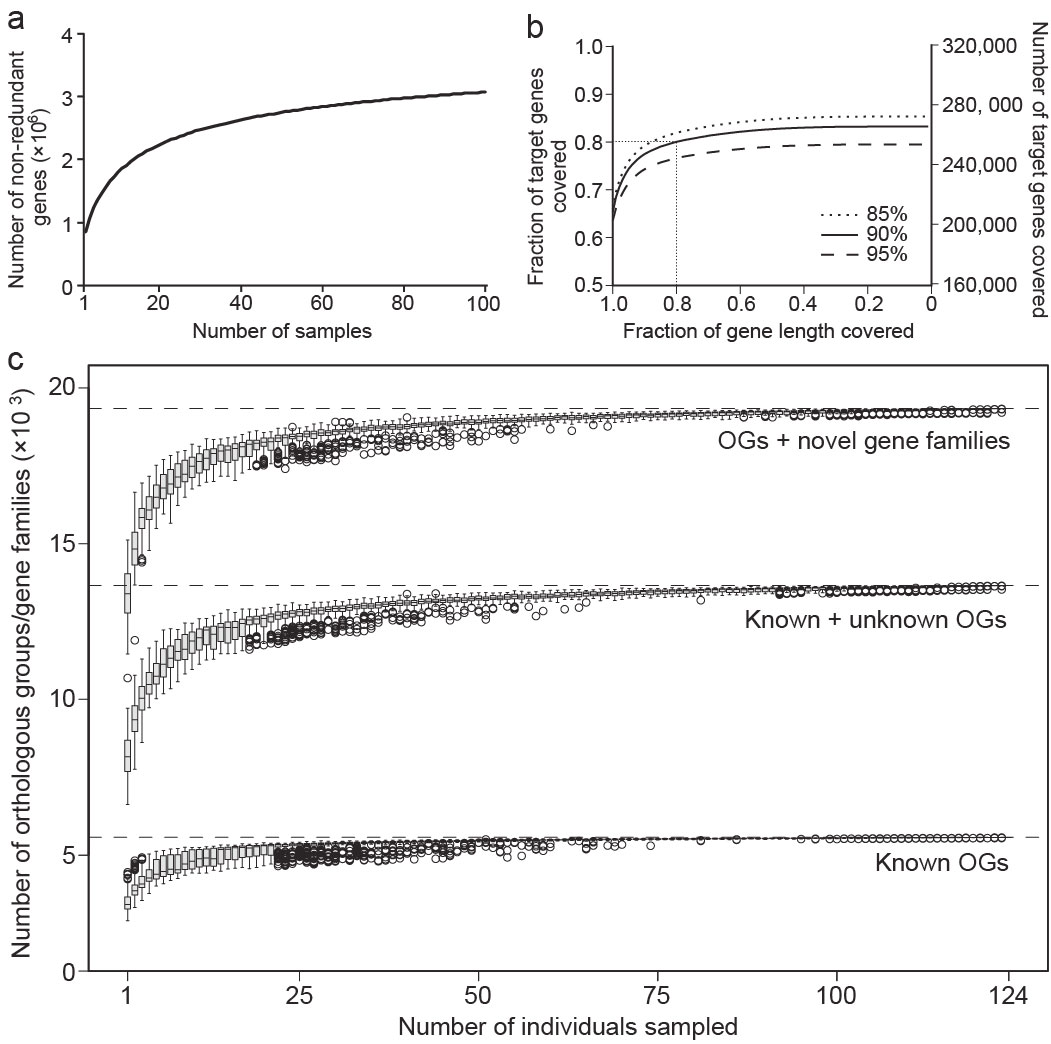 a
Number of non-redundant
genes (×10⁶)
4
3
2
1
0
1 20 40 60 80 100
Number of samples
b
Fraction of target genes
covered
1.0
0.9
0.8
0.7
0.6
0.5
1.0 0.8 0.6 0.4 0.2 0
Fraction of gene length covered
85%
90%
95%
320,000
280,000
240,000
200,000
160,000
Number of target genes covered
c
Number of orthologous groups/gene families (×10 ³)
20
15
10
5
0
OGs + novel gene families
Known + unknown OGs
Known OGs
1 25 50 75 100 124
Number of individuals sampled